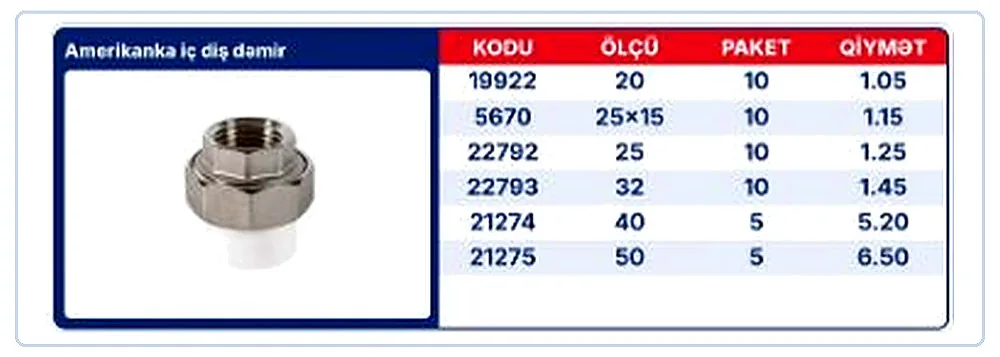 Amerikanka iç diş dəmir
KODU ÖLÇÜ PAKET QİYMƏT
19922 20 10 1.05
5670 25×15 10 1.15
22792 25 10 1.25
22793 32 10 1.45
21274 40 5 5.20
21275 50 5 6.50